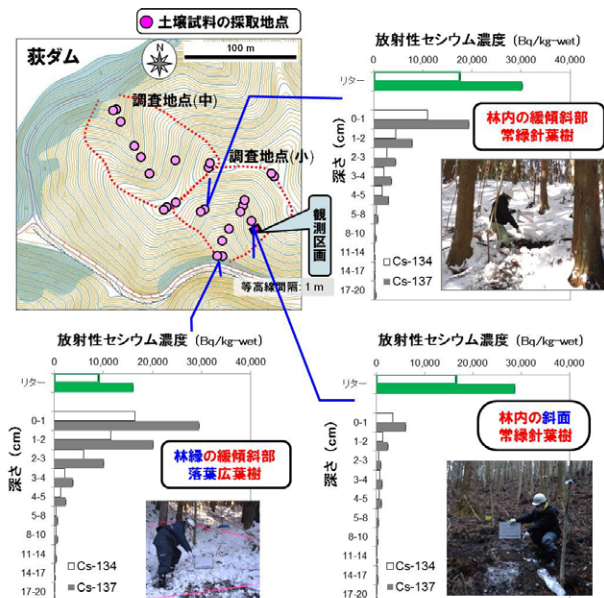 土壌試料の採取地点
荻ダム
N
100 m
調査地点(中)
調査地点(小)
観測区画
等高線間隔: 1 m
放射性セシウム濃度 (Bq/kg-wet)
0
10,000
20,000
30,000
40,000
リター
深さ (cm)
0-1
1-2
2-3
3-4
4-5
5-8
8-10
11-14
14-17
17-20
林内の緩傾斜部
常緑針葉樹
Cs-134
Cs-137
放射性セシウム濃度 (Bq/kg-wet)
0
10,000
20,000
30,000
40,000
リター
深さ (cm)
0-1
1-2
2-3
3-4
4-5
5-8
8-10
11-14
14-17
17-20
林縁の緩傾斜部
落葉広葉樹
Cs-134
Cs-137
放射性セシウム濃度 (Bq/kg-wet)
0
10,000
20,000
30,000
40,000
リター
深さ (cm)
0-1
1-2
2-3
3-4
4-5
5-8
8-10
11-14
14-17
17-20
林内の斜面
常緑針葉樹
Cs-134
Cs-137